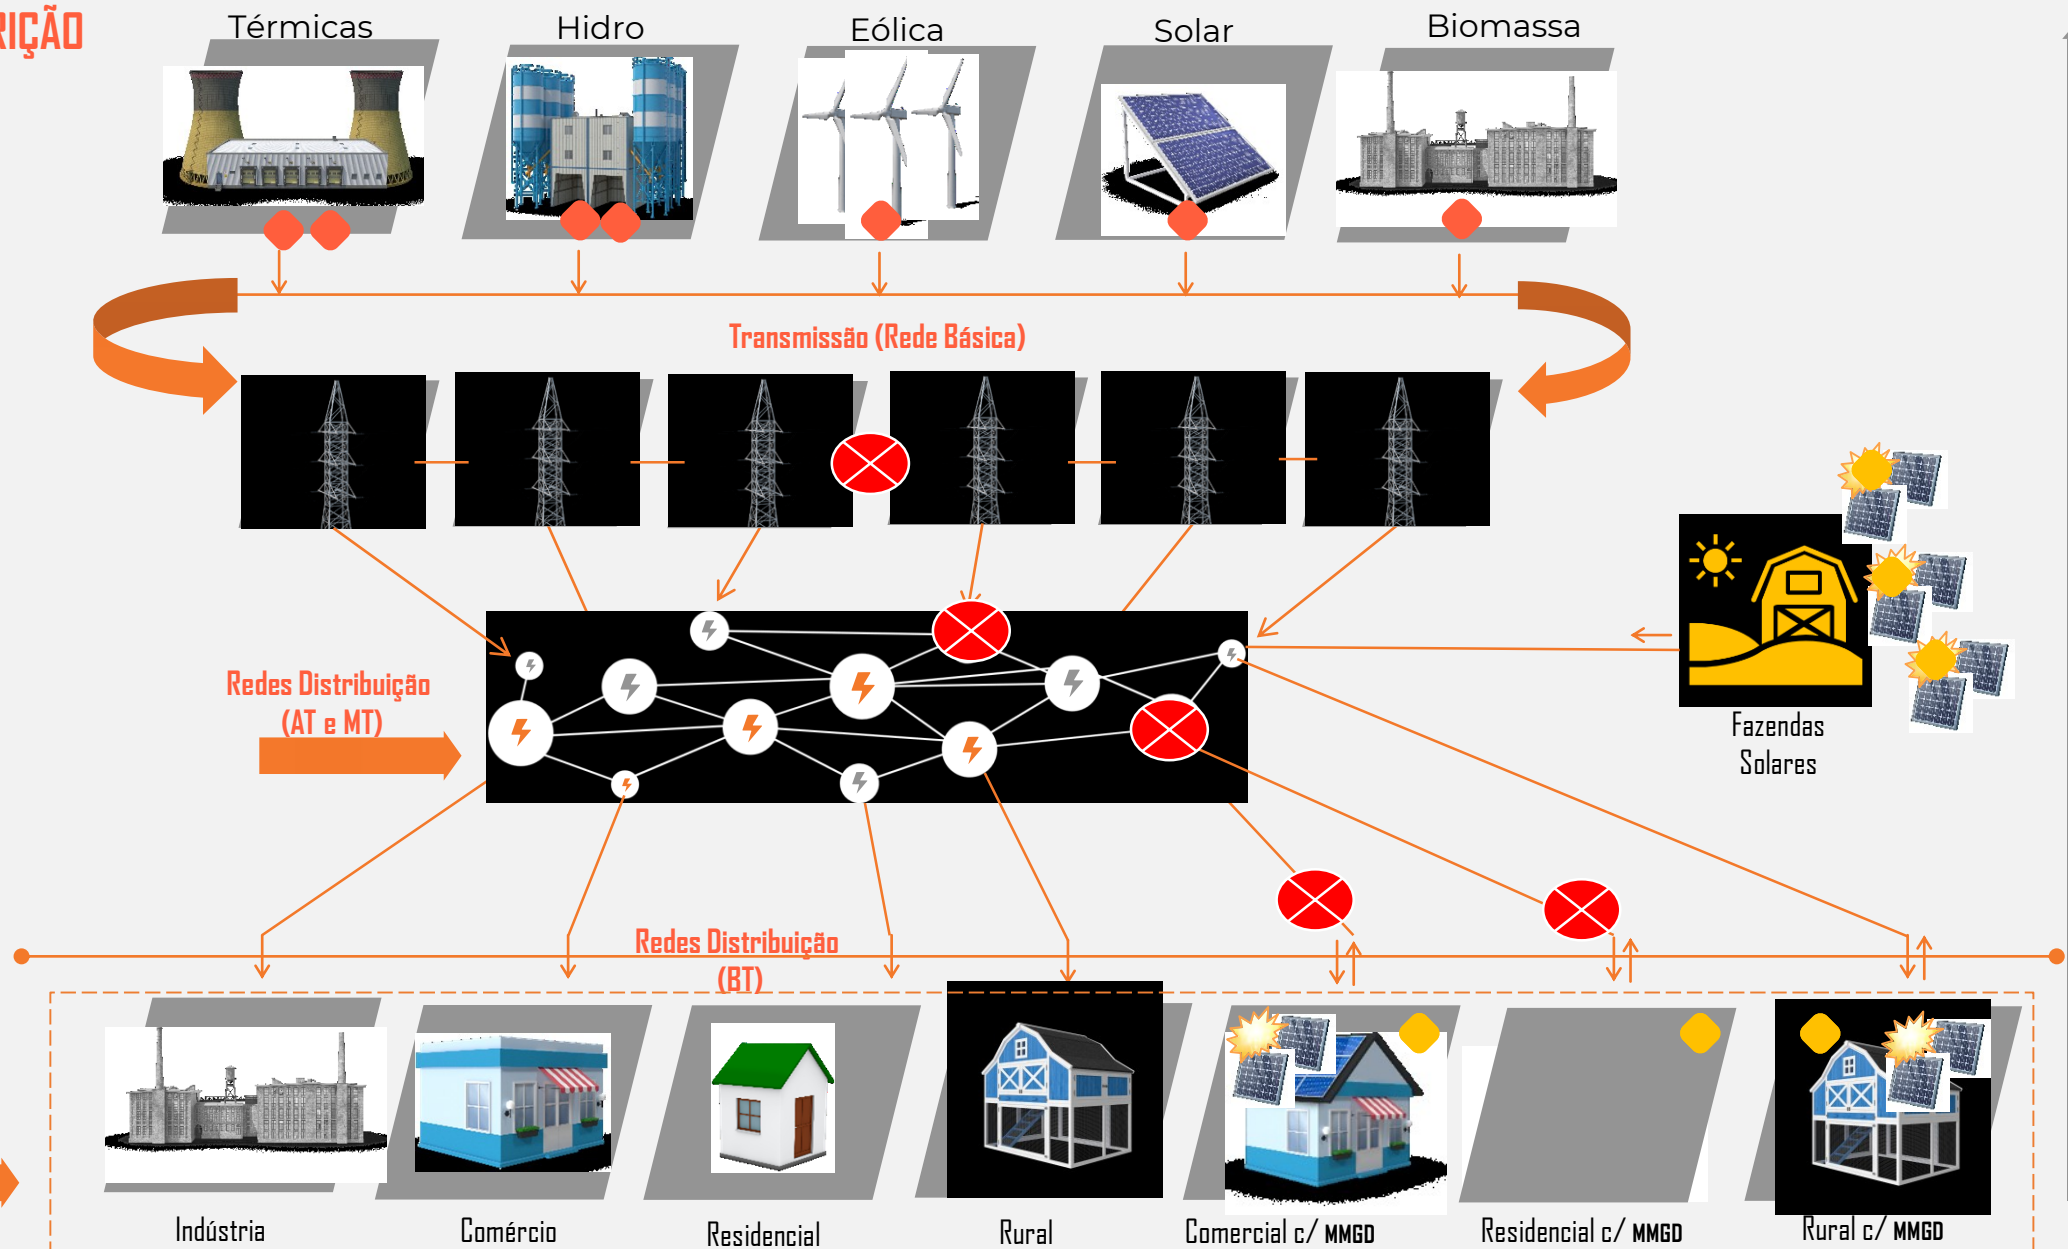 RIÇÃO
Térmicas
Hidro
Eólica
Solar
Biomassa
Transmissão (Rede Básica)
Redes Distribuição
(AT e MT)
Fazendas
Solares
Redes Distribuição
(BT)
Indústria
Comércio
Residencial
Rural
Comercial c/ MMGD
Residencial c/ MMGD
Rural c/ MMGD